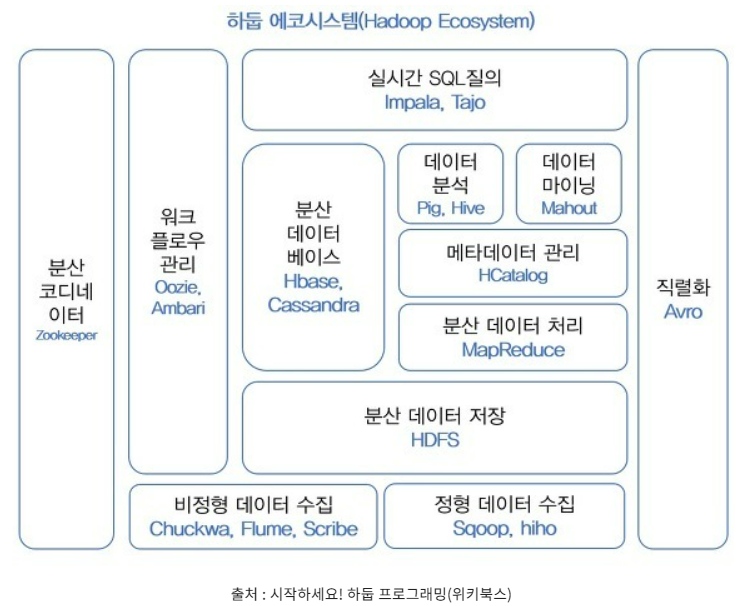 하둡 에코시스템(Hadoop Ecosystem)
분산
코디네
이터
Zookeeper
워크
플로우
관리
Oozie,
Ambari
실시간 SQL질의
Impala, Tajo
분산
데이터
베이스
Hbase,
Cassandra
데이터
분석
Pig, Hive
데이터
마이닝
Mahout
메타데이터 관리
HCatalog
분산 데이터 처리
MapReduce
분산 데이터 저장
HDFS
비정형 데이터 수집
Chuckwa, Flume, Scribe
정형 데이터 수집
Sqoop, hiho
직렬화
Avro
출처 : 시작하세요! 하둡 프로그래밍(위키북스)